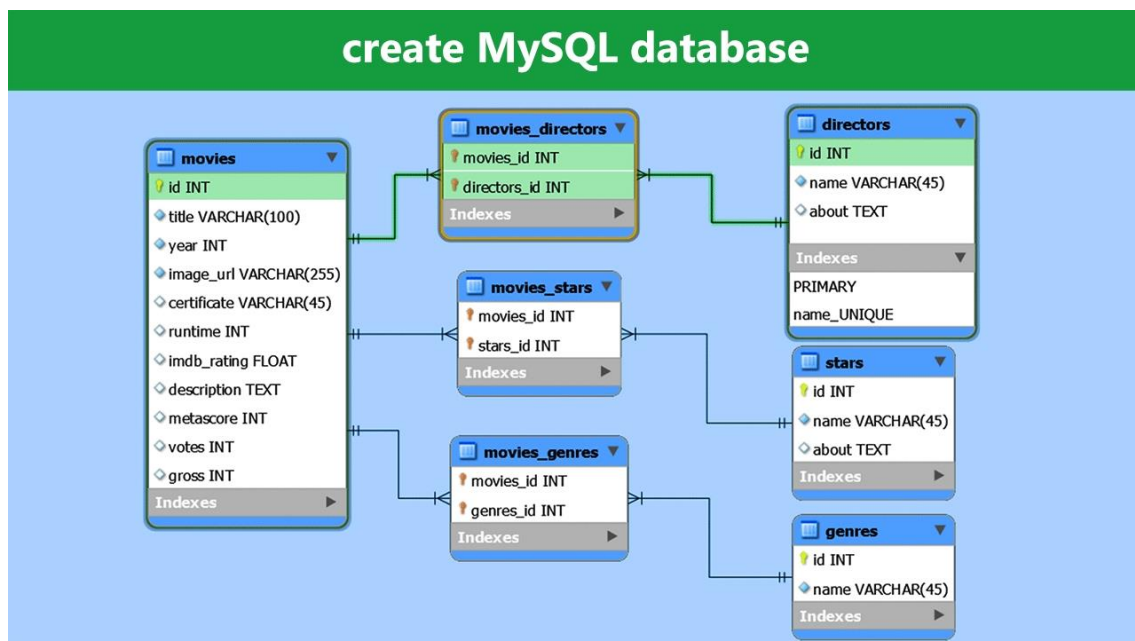 create MySQL database
movies
id INT
title VARCHAR(100)
year INT
image_url VARCHAR(255)
certificate VARCHAR(45)
runtime INT
imdb_rating FLOAT
description TEXT
metascore INT
votes INT
gross INT
Indexes
movies_directors
movies_id INT
directors_id INT
Indexes
movies_stars
movies_id INT
stars_id INT
Indexes
movies_genres
movies_id INT
genres_id INT
Indexes
directors
id INT
name VARCHAR(45)
about TEXT
Indexes
PRIMARY
name_UNIQUE
stars
id INT
name VARCHAR(45)
about TEXT
Indexes
genres
id INT
name VARCHAR(45)
Indexes